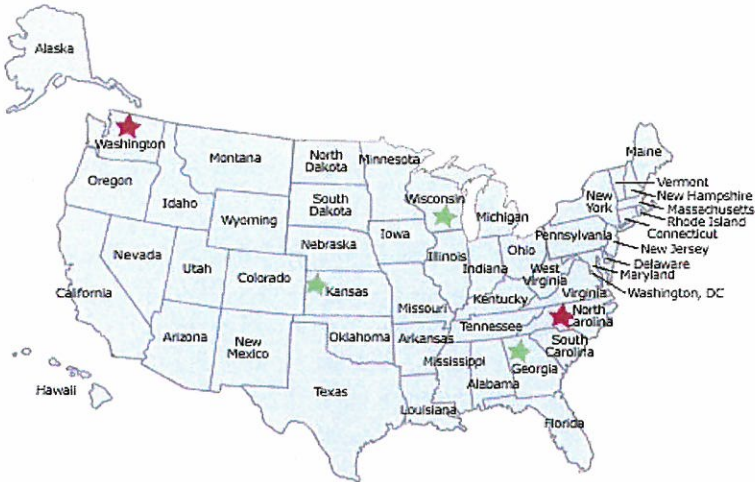 Alaska
Washington
Montana
North
Dakota
Minnesota
Maine
Oregon
Idaho
Wyoming
South
Dakota
Wisconsin
Michigan
New
York
Vermont
New Hampshire
Massachusetts
Rhode Island
Connecticut
New Jersey
Delaware
Maryland
Washington, DC
Nevada
Utah
Colorado
Nebraska
Iowa
Illinois
Indiana
Ohio
Pennsylvania
West
Virginia
Virginia
California
Kansas
Missouri
Kentucky
North
Carolina
Arizona
New
Mexico
Oklahoma
Arkansas
Tennessee
South
Carolina
Hawaii
Texas
Louisiana
Mississippi
Alabama
Georgia
Florida